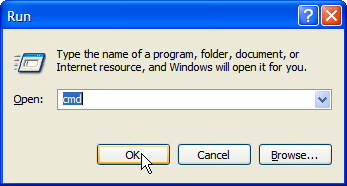 Run
Type the name of a program, folder, document, or
Internet resource, and Windows will open it for you.
Open: cmd
OK Cancel Browse...